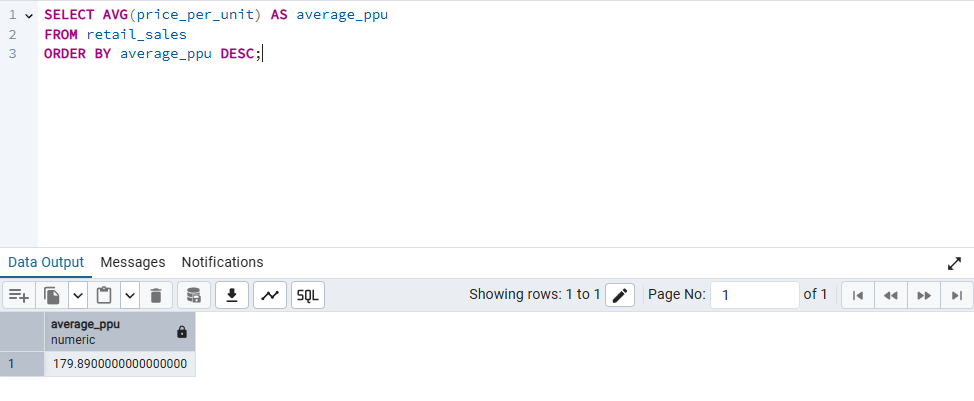 1 SELECT AVG(price_per_unit) AS average_ppu
2 FROM retail_sales
3 ORDER BY average_ppu DESC;
Data Output Messages Notifications
SQL Showing rows: 1 to 1 Page No: 1 of 1
average_ppu
numeric
1 179.8900000000000000